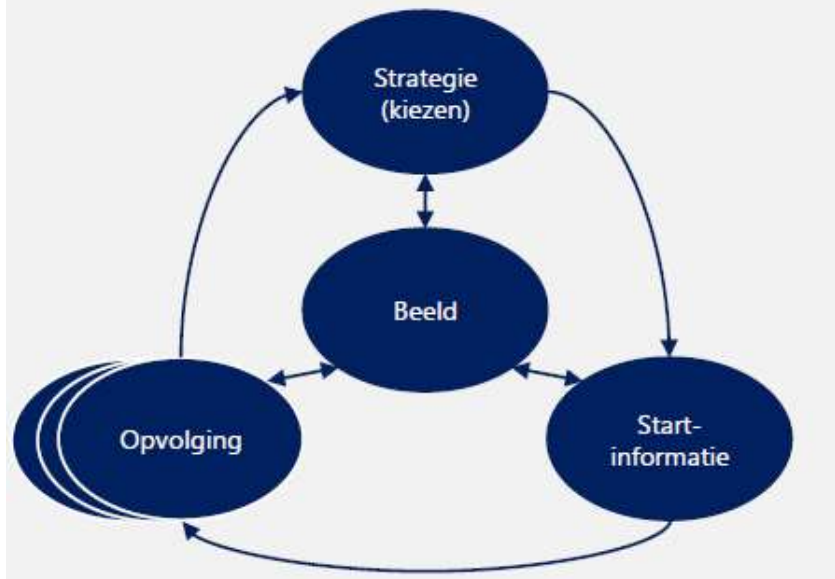 Strategie
(kiezen)
Beeld
Opvolging
Start-
informatie